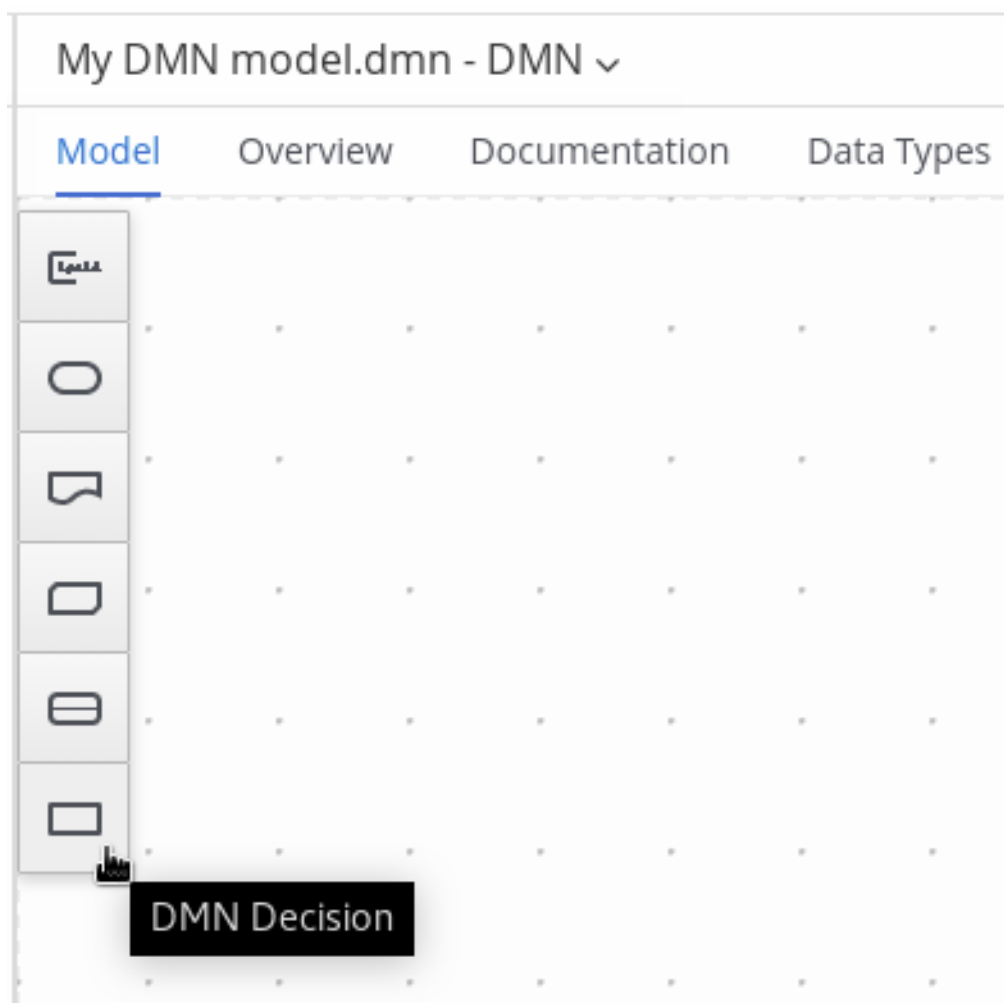 My DMN model.dmn - DMN
Model Overview Documentation Data Types
DMN Decision